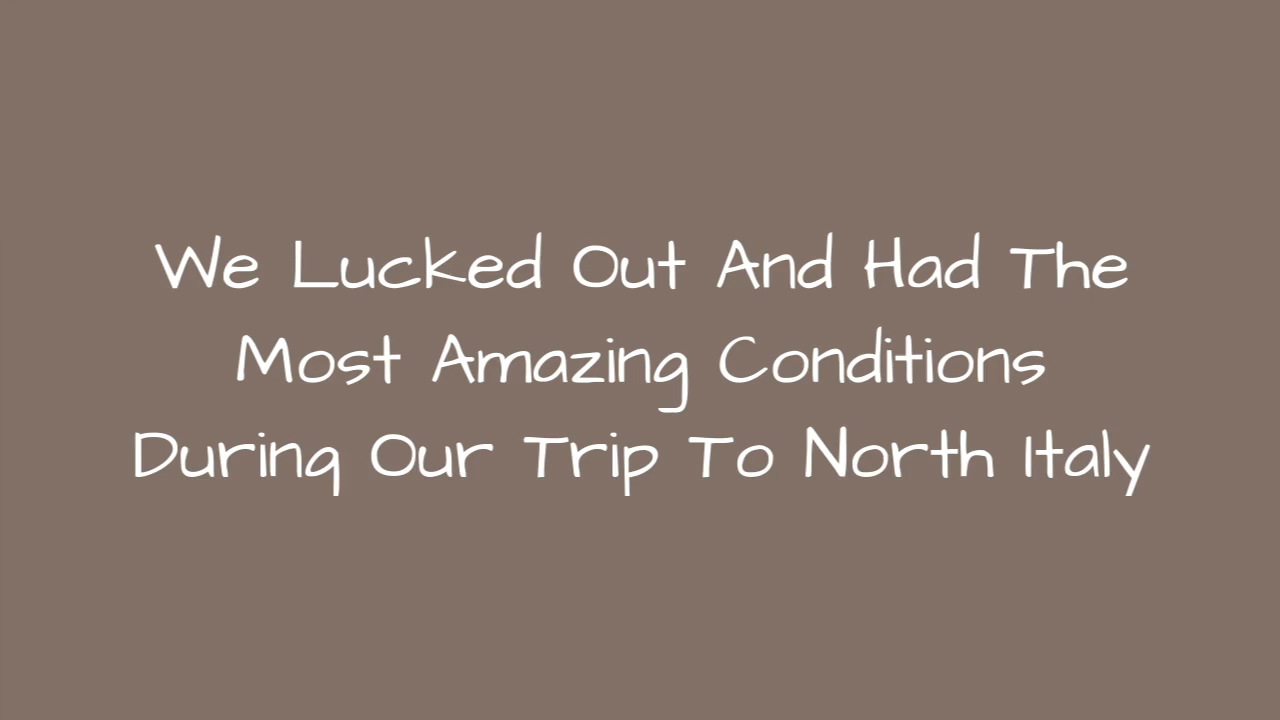 We Lucked Out And Had The
Most Amazing Conditions
During Our Trip To North Italy